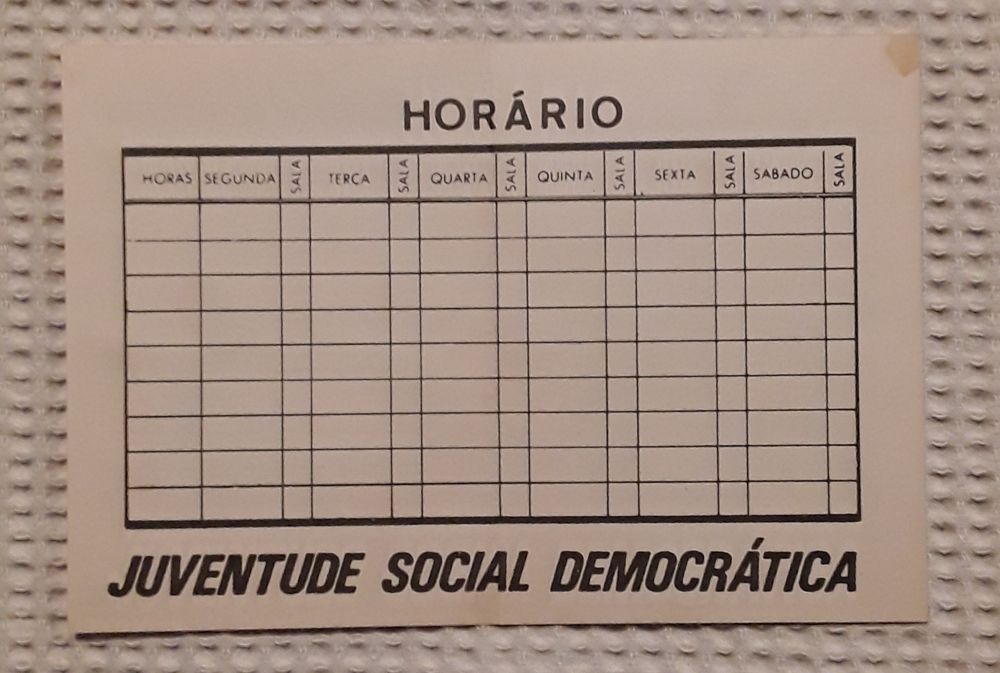 HORÁRIO
HORAS SEGUNDA SALA TERÇA SALA QUARTA SALA QUINTA SALA SEXTA SALA SABADO SALA
JUVENTUDE SOCIAL DEMOCRÁTICA